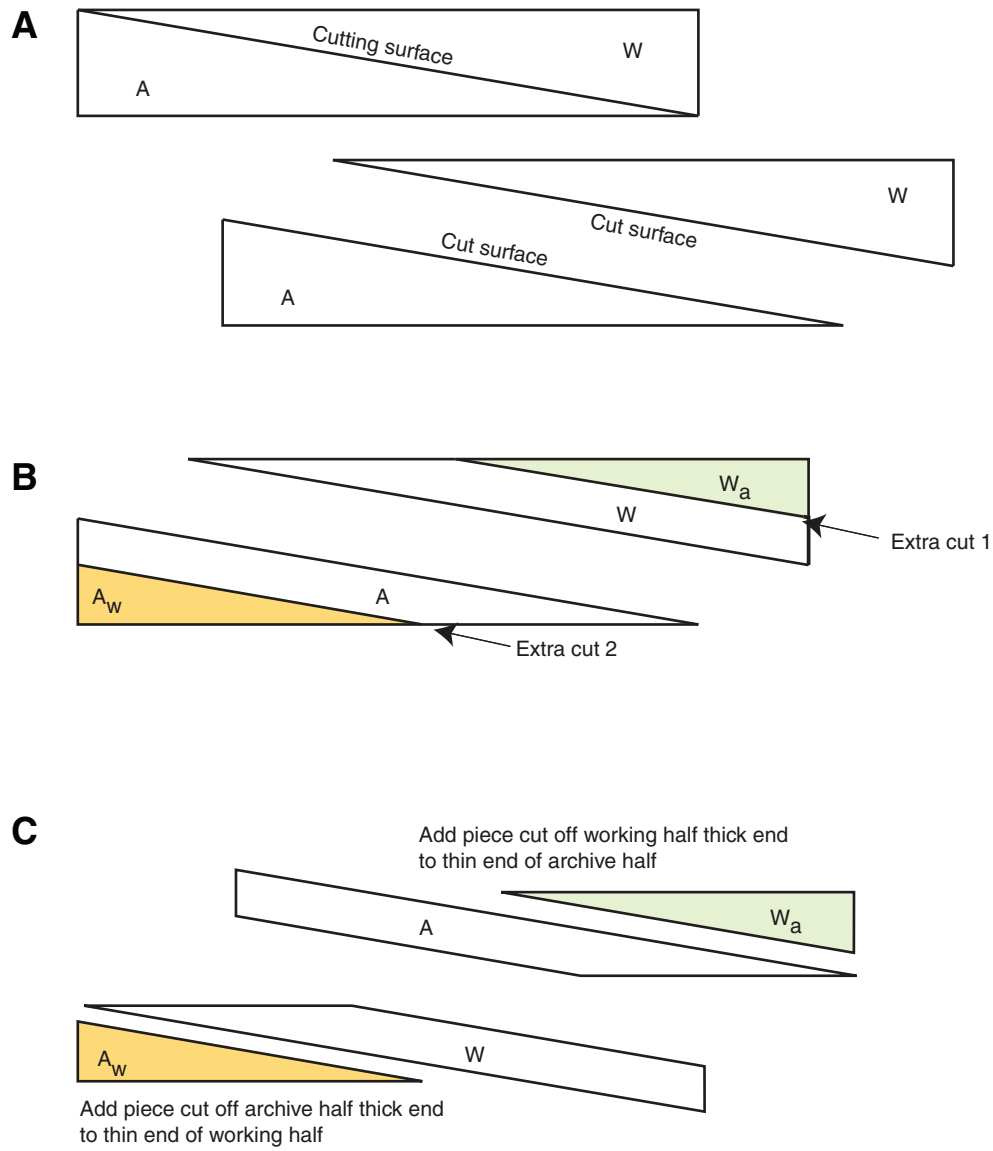 A
Cutting surface
W
A
W
Cut surface
Cut surface
A
B
Wa
W
Extra cut 1
Aw
A
Extra cut 2
C
Add piece cut off working half thick end
to thin end of archive half
Wa
A
W
Aw
Add piece cut off archive half thick end
to thin end of working half